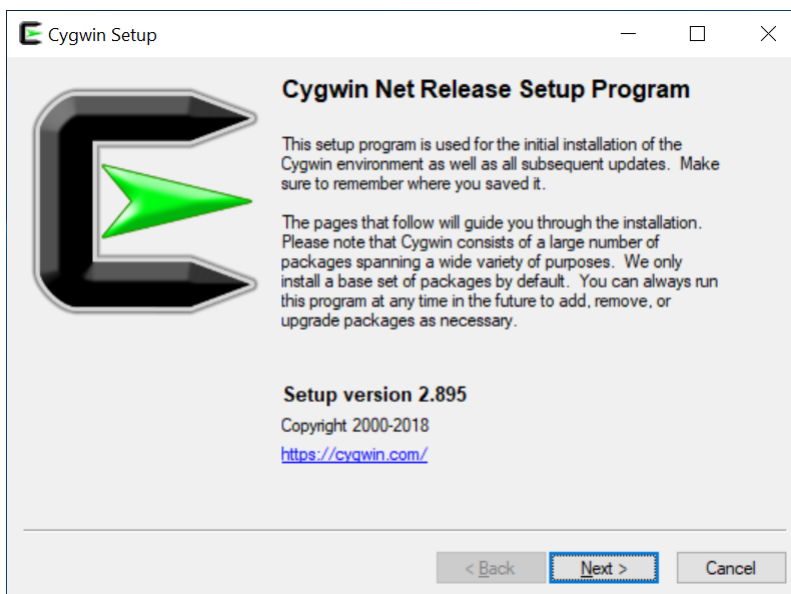 Cygwin Setup
Cygwin Net Release Setup Program
This setup program is used for the initial installation of the
Cygwin environment as well as all subsequent updates.  Make
sure to remember where you saved it.
The pages that follow will guide you through the installation.
Please note that Cygwin consists of a large number of
packages spanning a wide variety of purposes.  We only
install a base set of packages by default.  You can always run
this program at any time in the future to add, remove, or
upgrade packages as necessary.
Setup version 2.895
Copyright 2000-2018
https://cygwin.com/
< Back
Next >
Cancel